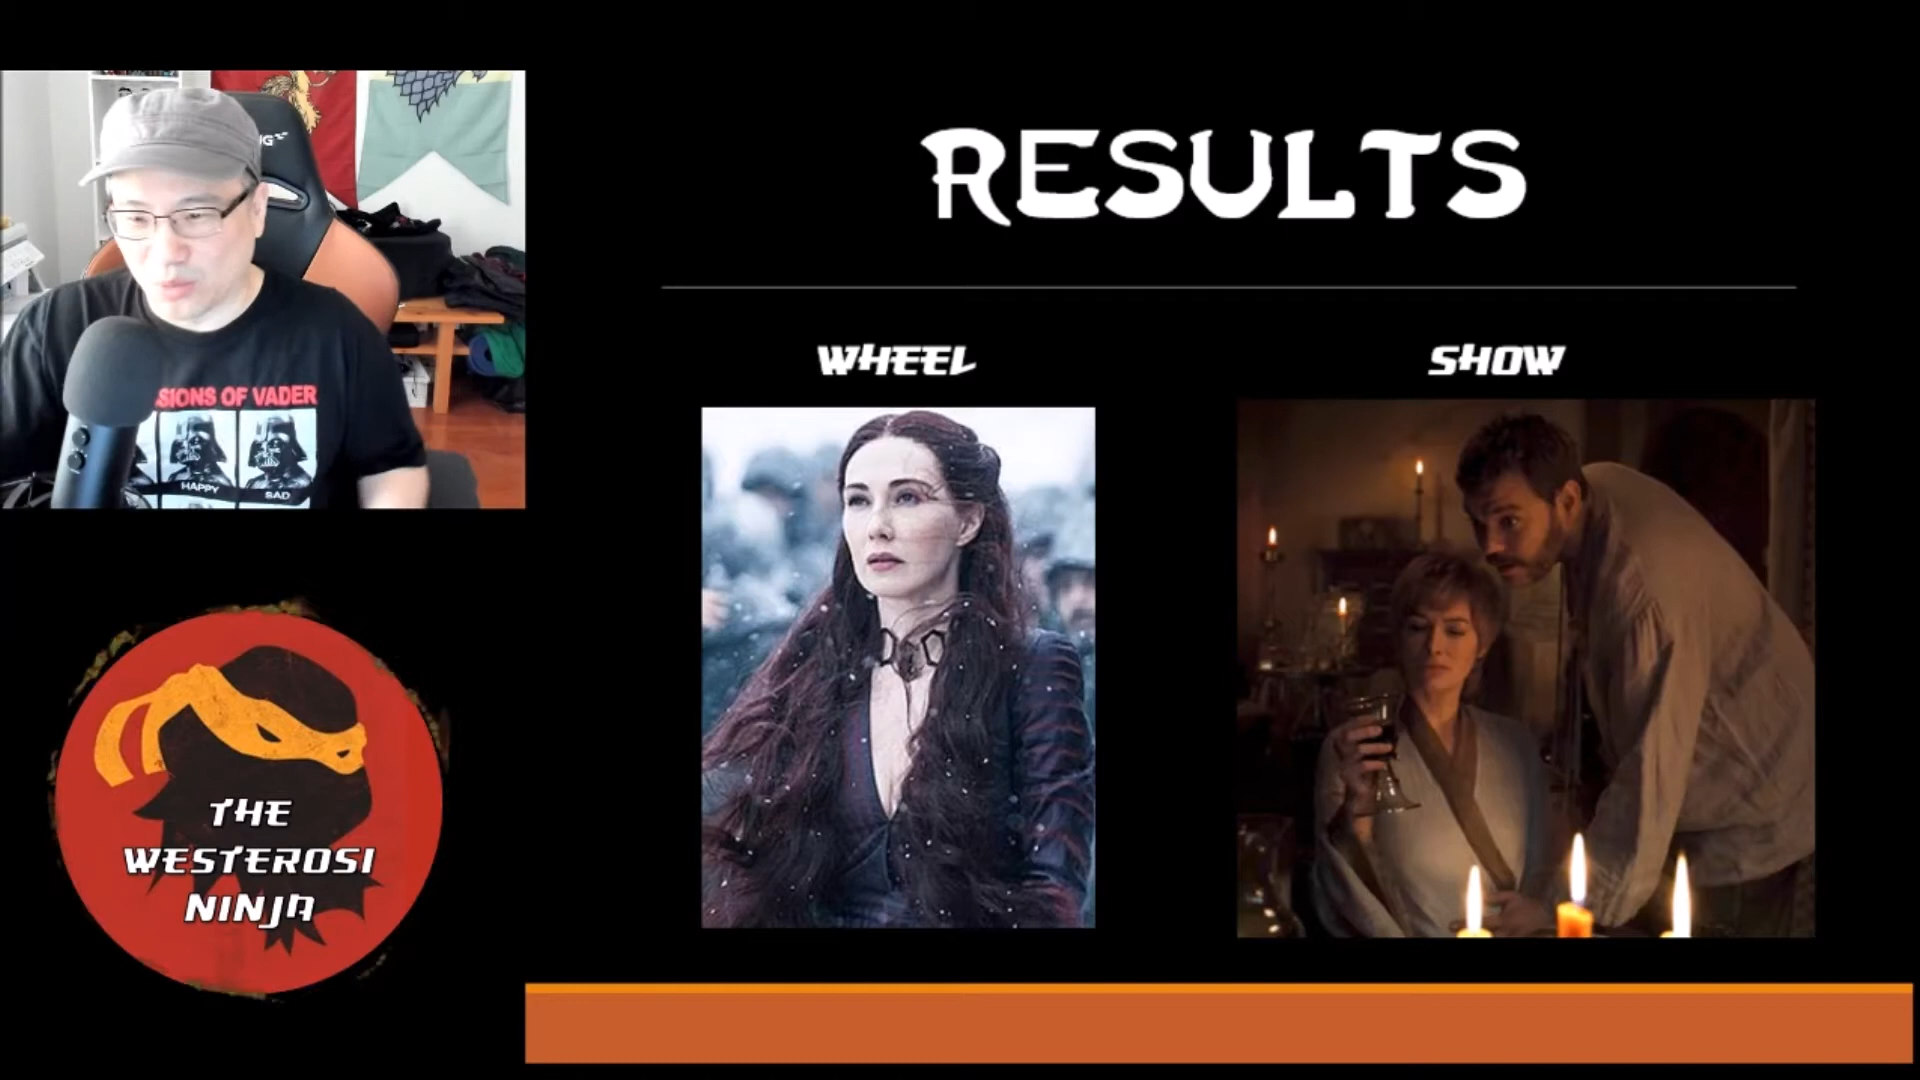 RESULTS
WHEEL
SHOW
SIONS OF VADER
HAPPY
SAD
THE
WESTEROSI
NINJA